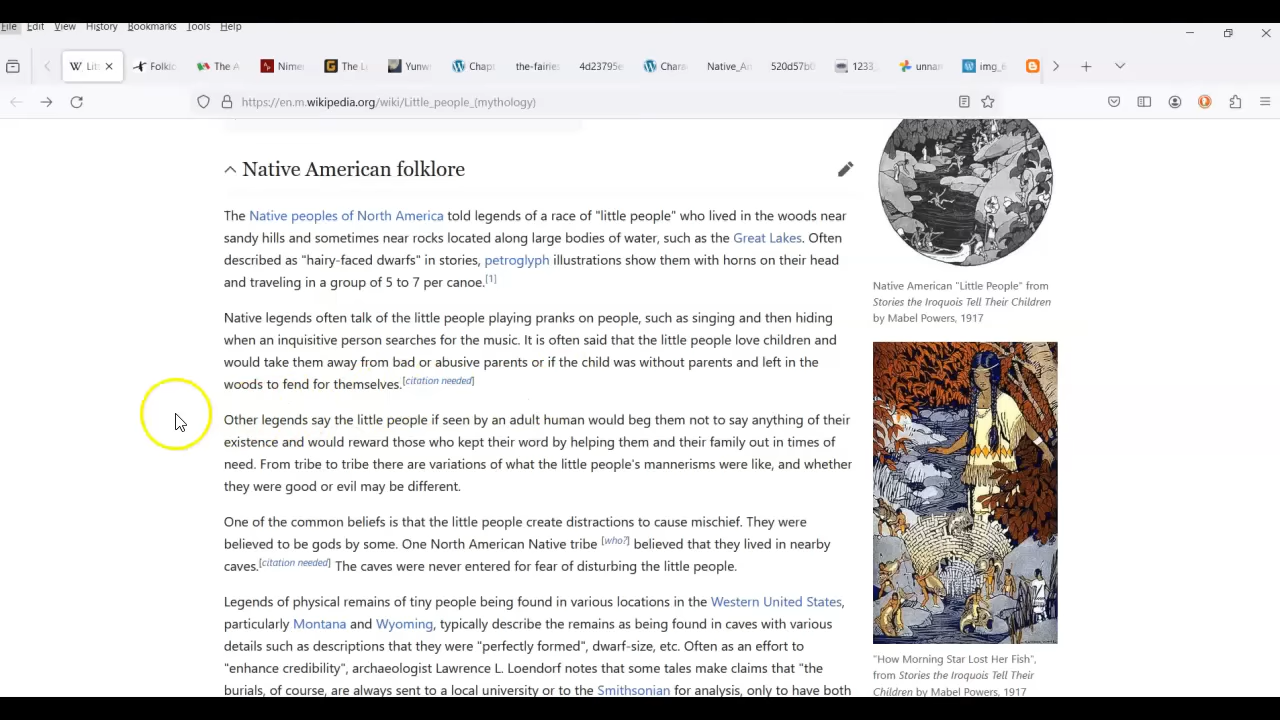 File Edit View History Bookmarks Tools Help
Lit Folklo The A Nime The Li Yunw Chapt the-fairies 4d23795e Chara Native_An 520d57b0 1233_ unnar img_6
https://en.m.wikipedia.org/wiki/Little_people_(mythology)
Native American folklore
The Native peoples of North America told legends of a race of "little people" who lived in the woods near
sandy hills and sometimes near rocks located along large bodies of water, such as the Great Lakes. Often
described as "hairy-faced dwarfs" in stories, petroglyph illustrations show them with horns on their head
and traveling in a group of 5 to 7 per canoe.[1]
Native legends often talk of the little people playing pranks on people, such as singing and then hiding
when an inquisitive person searches for the music. It is often said that the little people love children and
would take them away from bad or abusive parents or if the child was without parents and left in the
woods to fend for themselves.[citation needed]
Other legends say the little people if seen by an adult human would beg them not to say anything of their
existence and would reward those who kept their word by helping them and their family out in times of
need. From tribe to tribe there are variations of what the little people's mannerisms were like, and whether
they were good or evil may be different.
One of the common beliefs is that the little people create distractions to cause mischief. They were
believed to be gods by some. One North American Native tribe [who?] believed that they lived in nearby
caves.[citation needed] The caves were never entered for fear of disturbing the little people.
Legends of physical remains of tiny people being found in various locations in the Western United States,
particularly Montana and Wyoming, typically describe the remains as being found in caves with various
details such as descriptions that they were "perfectly formed", dwarf-size, etc. Often as an effort to
"enhance credibility", archaeologist Lawrence L. Loendorf notes that some tales make claims that "the
burials, of course, are always sent to a local university or to the Smithsonian for analysis, only to have both
Native American "Little People" from
Stories the Iroquois Tell Their Children
by Mabel Powers, 1917
"How Morning Star Lost Her Fish",
from Stories the Iroquois Tell Their
Children by Mabel Powers, 1917